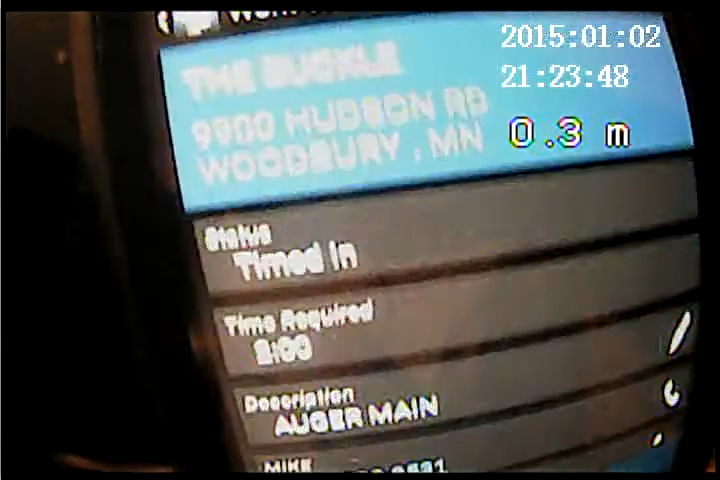 2015:01:02
21:23:48
0.3 m
THE BUCKLE
9900 HUDSON RD
WOODBURY , MN
Status
Timed In
Time Required
2:00
Description
AUGER MAIN
MIKE